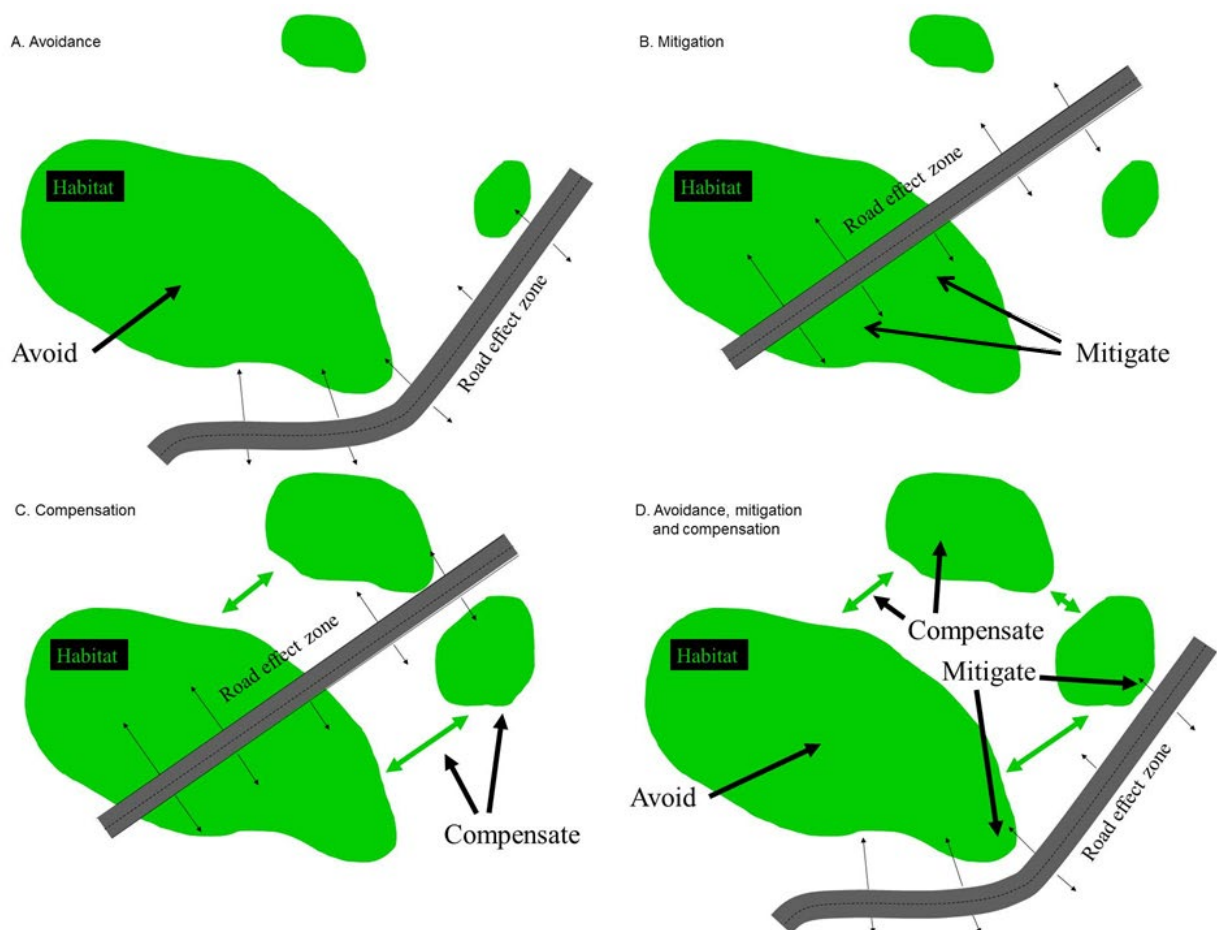 A. Avoidance
Habitat
Avoid
Road effect zone
B. Mitigation
Habitat
Road effect zone
Mitigate
C. Compensation
Habitat
Road effect zone
Compensate
D. Avoidance, mitigation
and compensation
Habitat
Compensate
Mitigate
Avoid
Road effect zone